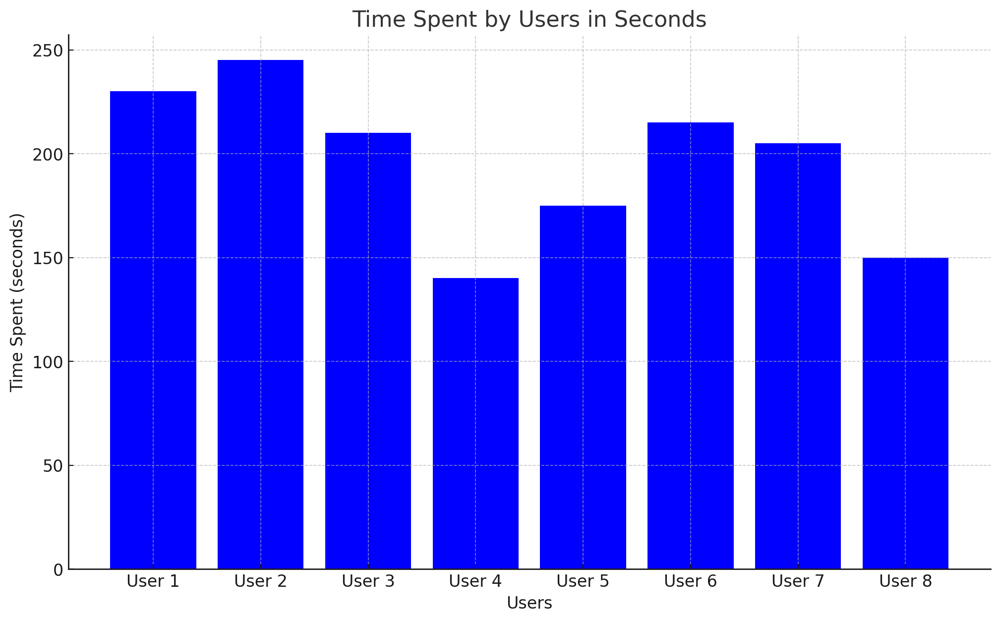 Time Spent by Users in Seconds
Time Spent (seconds)
250
200
150
100
50
0
User 1 User 2 User 3 User 4 User 5 User 6 User 7 User 8
Users